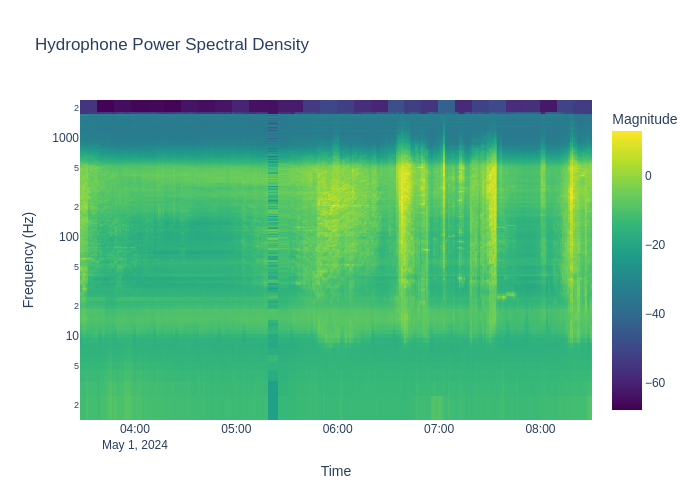 Hydrophone Power Spectral Density
Magnitude
2
1000
5
2
100
5
2
10
5
2
0
−20
−40
−60
Frequency (Hz)
04:00 05:00 06:00 07:00 08:00
May 1, 2024
Time